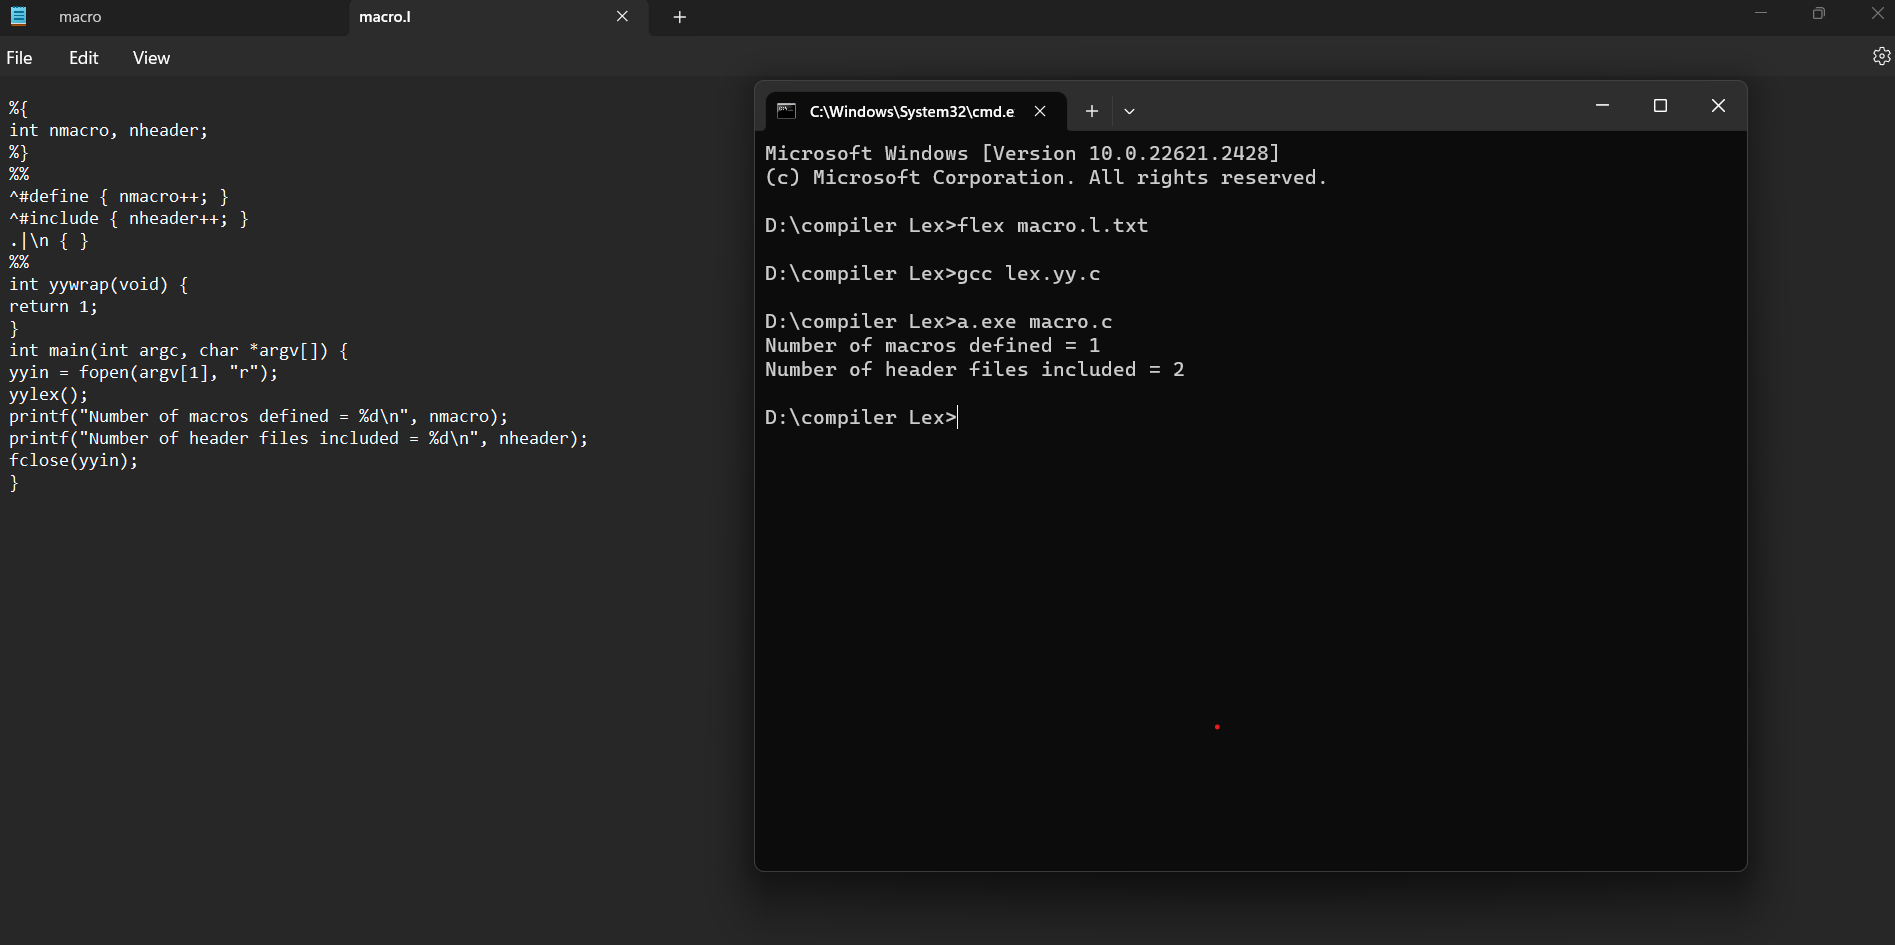 macro
macro.l
File Edit View
%{
int nmacro, nheader;
%}
%%
^#define { nmacro++; }
^#include { nheader++; }
.|\n { }
%%
int yywrap(void) {
return 1;
}
int main(int argc, char *argv[]) {
yyin = fopen(argv[1], "r");
yylex();
printf("Number of macros defined = %d\n", nmacro);
printf("Number of header files included = %d\n", nheader);
fclose(yyin);
}
C:\Windows\System32\cmd.e
Microsoft Windows [Version 10.0.22621.2428]
(c) Microsoft Corporation. All rights reserved.
D:\compiler Lex>flex macro.l.txt
D:\compiler Lex>gcc lex.yy.c
D:\compiler Lex>a.exe macro.c
Number of macros defined = 1
Number of header files included = 2
D:\compiler Lex>